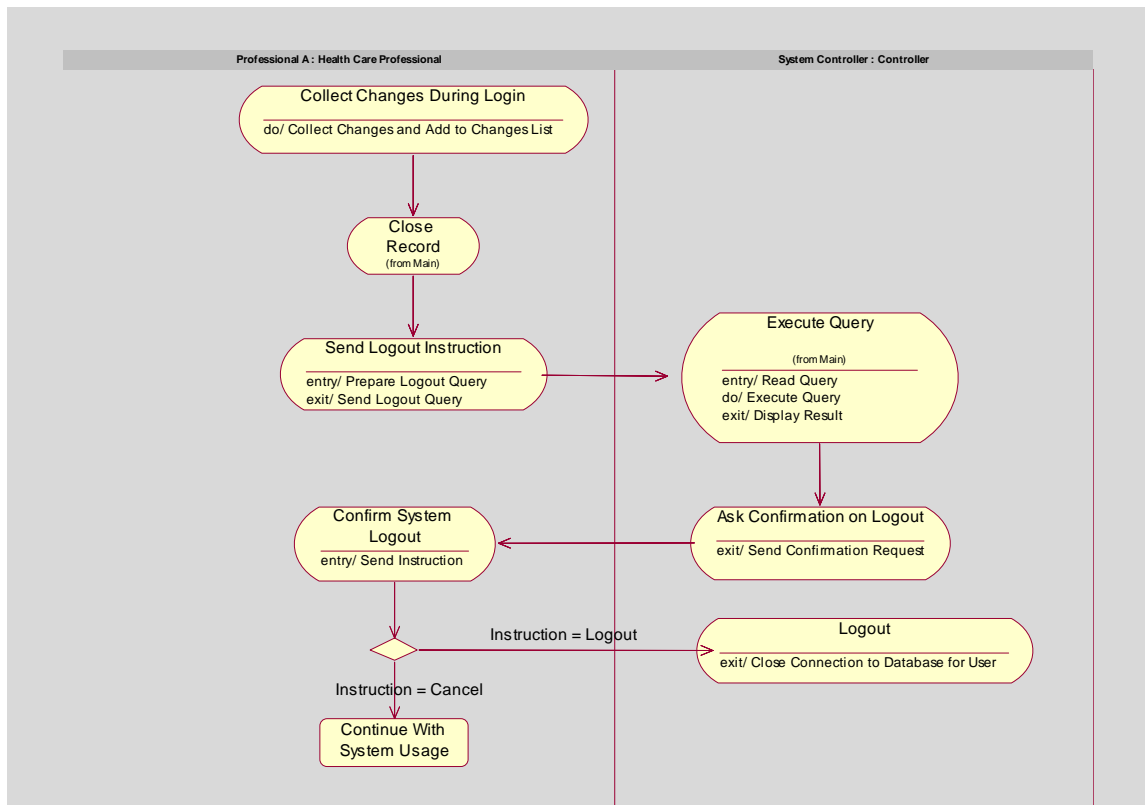 Professional A : Health Care Professional
System Controller : Controller
Collect Changes During Login
do/ Collect Changes and Add to Changes List
Close
Record
(from Main)
Send Logout Instruction
entry/ Prepare Logout Query
exit/ Send Logout Query
Execute Query
(from Main)
entry/ Read Query
do/ Execute Query
exit/ Display Result
Confirm System
Logout
entry/ Send Instruction
Ask Confirmation on Logout
exit/ Send Confirmation Request
Instruction = Logout
Logout
exit/ Close Connection to Database for User
Instruction = Cancel
Continue With
System Usage